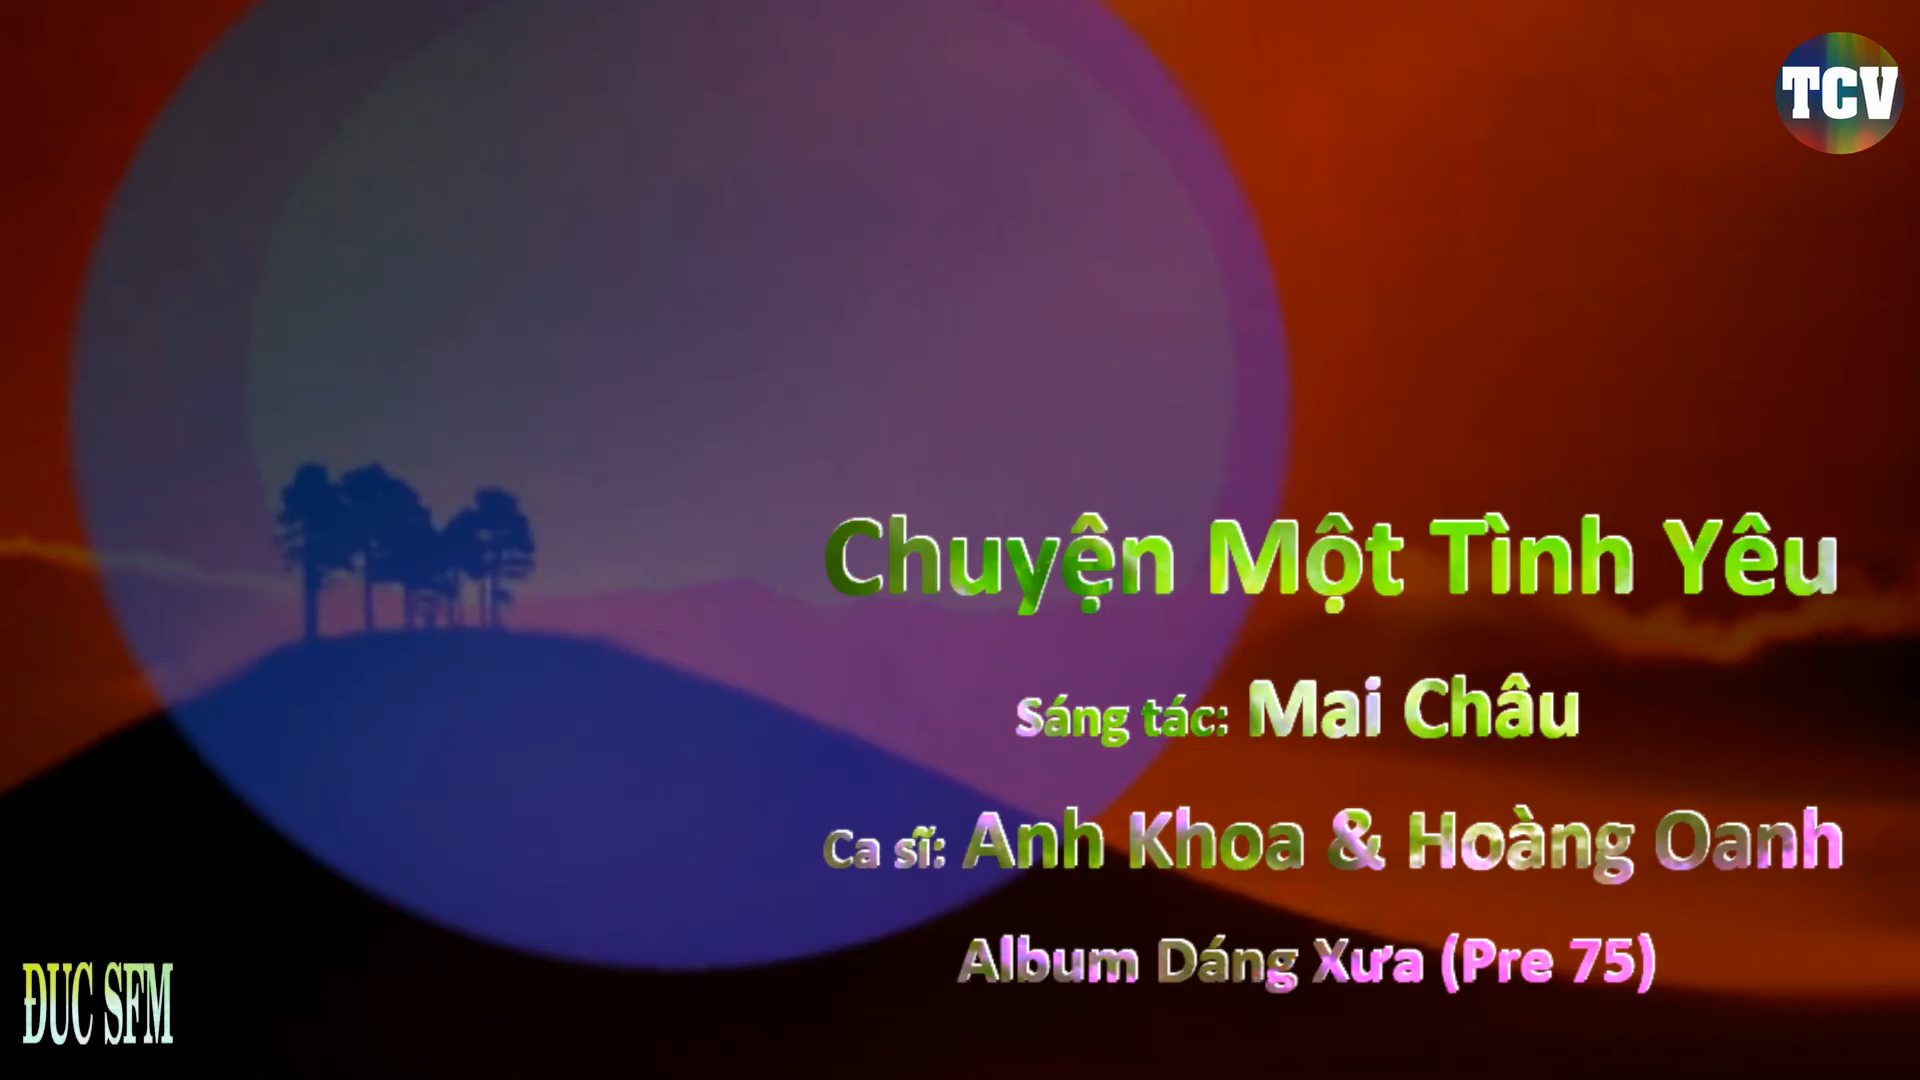 TCV
Chuyện Một Tình Yêu
Sáng tác: Mai Châu
Ca sĩ: Anh Khoa & Hoàng Oanh
Album Dáng Xưa (Pre 75)
ĐUC SFM